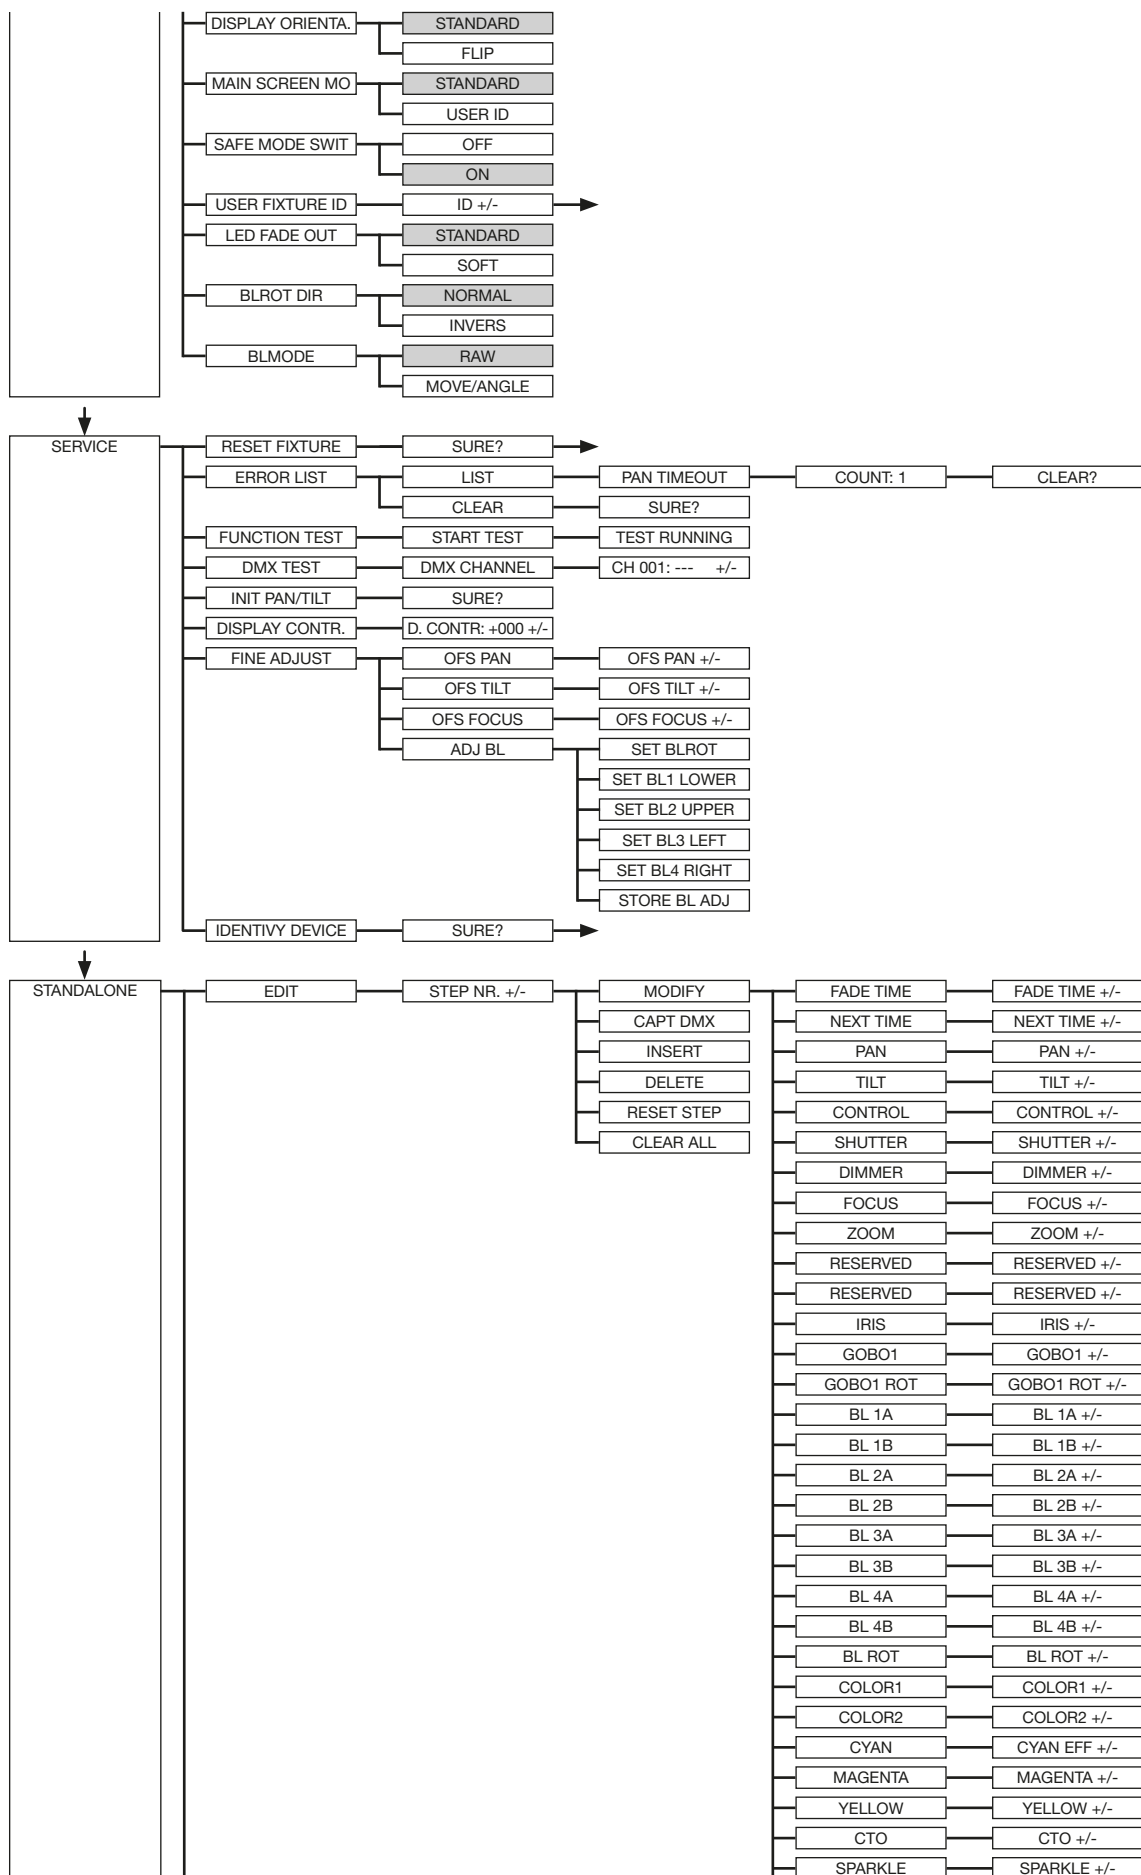 DISPLAY ORIENTA. STANDARD
FLIP
MAIN SCREEN MO STANDARD
USER ID
SAFE MODE SWIT OFF
ON
USER FIXTURE ID ID +/-
LED FADE OUT STANDARD
SOFT
BLROT DIR NORMAL
INVERS
BLMODE RAW
MOVE/ANGLE
SERVICE RESET FIXTURE SURE?
ERROR LIST LIST PAN TIMEOUT COUNT: 1 CLEAR?
CLEAR SURE?
FUNCTION TEST START TEST TEST RUNNING
DMX TEST DMX CHANNEL CH 001: --- +/-
INIT PAN/TILT SURE?
DISPLAY CONTR. D. CONTR: +000 +/-
FINE ADJUST OFS PAN OFS PAN +/-
OFS TILT OFS TILT +/-
OFS FOCUS OFS FOCUS +/-
ADJ BL SET BLROT
SET BL1 LOWER
SET BL2 UPPER
SET BL3 LEFT
SET BL4 RIGHT
STORE BL ADJ
IDENTIVY DEVICE SURE?
STANDALONE EDIT STEP NR. +/- MODIFY FADE TIME FADE TIME +/-
CAPT DMX NEXT TIME NEXT TIME +/-
INSERT PAN PAN +/-
DELETE TILT TILT +/-
RESET STEP CONTROL CONTROL +/-
CLEAR ALL SHUTTER SHUTTER +/-
DIMMER DIMMER +/-
FOCUS FOCUS +/-
ZOOM ZOOM +/-
RESERVED RESERVED +/-
RESERVED RESERVED +/-
IRIS IRIS +/-
GOBO1 GOBO1 +/-
GOBO1 ROT GOBO1 ROT +/-
BL 1A BL 1A +/-
BL 1B BL 1B +/-
BL 2A BL 2A +/-
BL 2B BL 2B +/-
BL 3A BL 3A +/-
BL 3B BL 3B +/-
BL 4A BL 4A +/-
BL 4B BL 4B +/-
BL ROT BL ROT +/-
COLOR1 COLOR1 +/-
COLOR2 COLOR2 +/-
CYAN CYAN EFF +/-
MAGENTA MAGENTA +/-
YELLOW YELLOW +/-
CTO CTO +/-
SPARKLE SPARKLE +/-